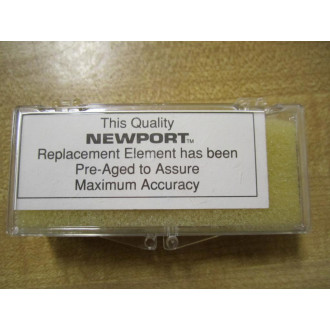 This Quality
NEWPORT™
Replacement Element has been
Pre-Aged to Assure
Maximum Accuracy